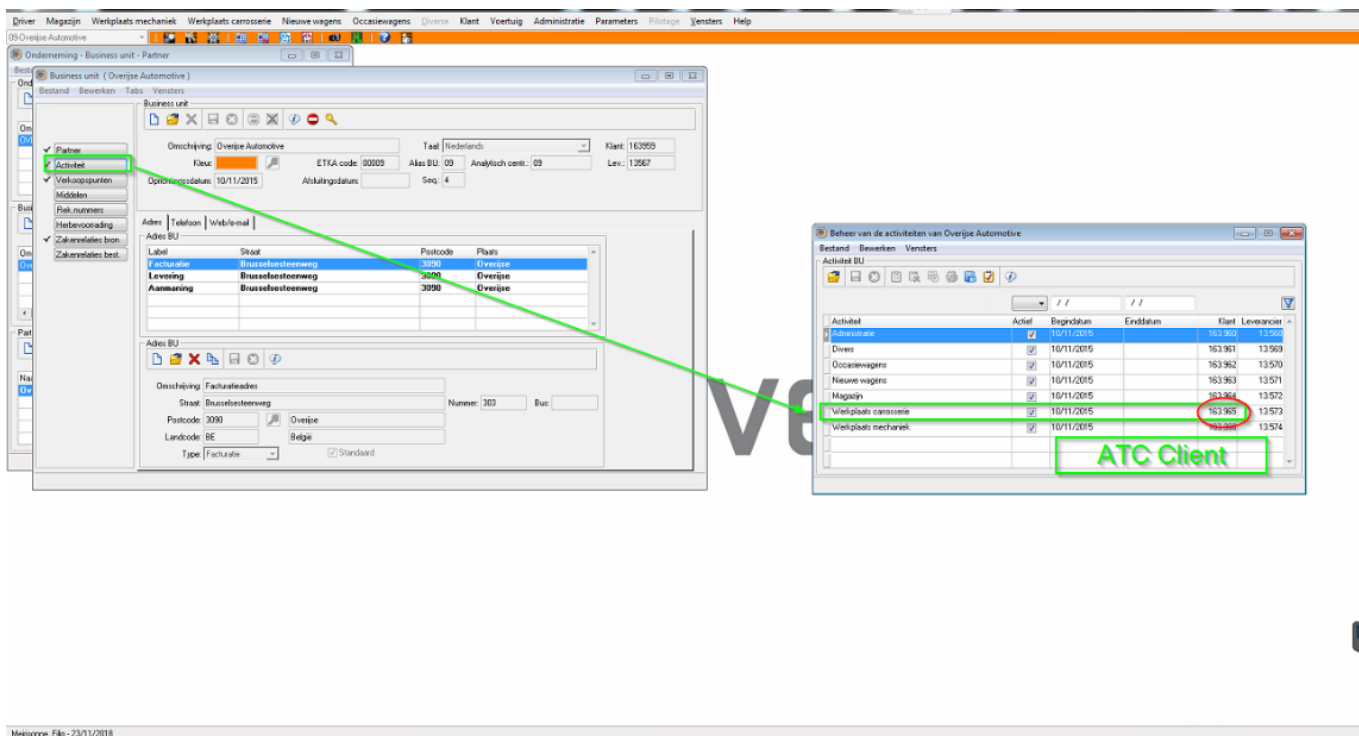 Driver Magazijn Werkplaats mechaniek Werkplaats carrosserie Nieuwe wagens Occasiewagens Diverse Klant Voertuig Administratie Parameters Pilotage Vensters Help
09 Overijse Automotive
Onderneming - Business unit - Partner
Business unit ( Overijse Automotive )
Bestand Bewerken Tabs Vensters
Business unit
Partner
Activiteit
Verkoopspunten
Middelen
Rek.nummers
Herbevoorrading
Zakenrelaties bron
Zakenrelaties best.
Omschrijving: Overijse Automotive Taal: Nederlands Klant: 163959
Kleur: ETKA code: 00009 Alias BU: 09 Analytisch centr.: 09 Lev.: 13567
Oprichtingsdatum: 10/11/2015 Afsluitingsdatum: Seq.: 4
Adres Telefoon Web/e-mail
Adres BU
Label Straat Postcode Plaats
Facturatie Brusselsesteenweg 3090 Overijse
Levering Brusselsesteenweg 3090 Overijse
Aanmaning Brusselsesteenweg 3090 Overijse
Adres BU
Omschrijving: Facturatieadres
Straat: Brusselsesteenweg Nummer: 303 Bus:
Postcode: 3090 Overijse
Landcode: BE België
Type: Facturatie Standaard
Beheer van de activiteiten van Overijse Automotive
Bestand Bewerken Vensters
Activiteit BU
/ / / /
Activiteit Actief Begindatum Einddatum Klant Leverancier
Administratie 10/11/2015 163.960 13.568
Divers 10/11/2015 163.961 13.569
Occasiewagens 10/11/2015 163.962 13.570
Nieuwe wagens 10/11/2015 163.963 13.571
Magazijn 10/11/2015 163.964 13.572
Werkplaats carrosserie 10/11/2015 163.965 13.573
Werkplaats mechaniek 10/11/2015 13.574
ATC Client
Meissonne, Filip - 23/11/2018